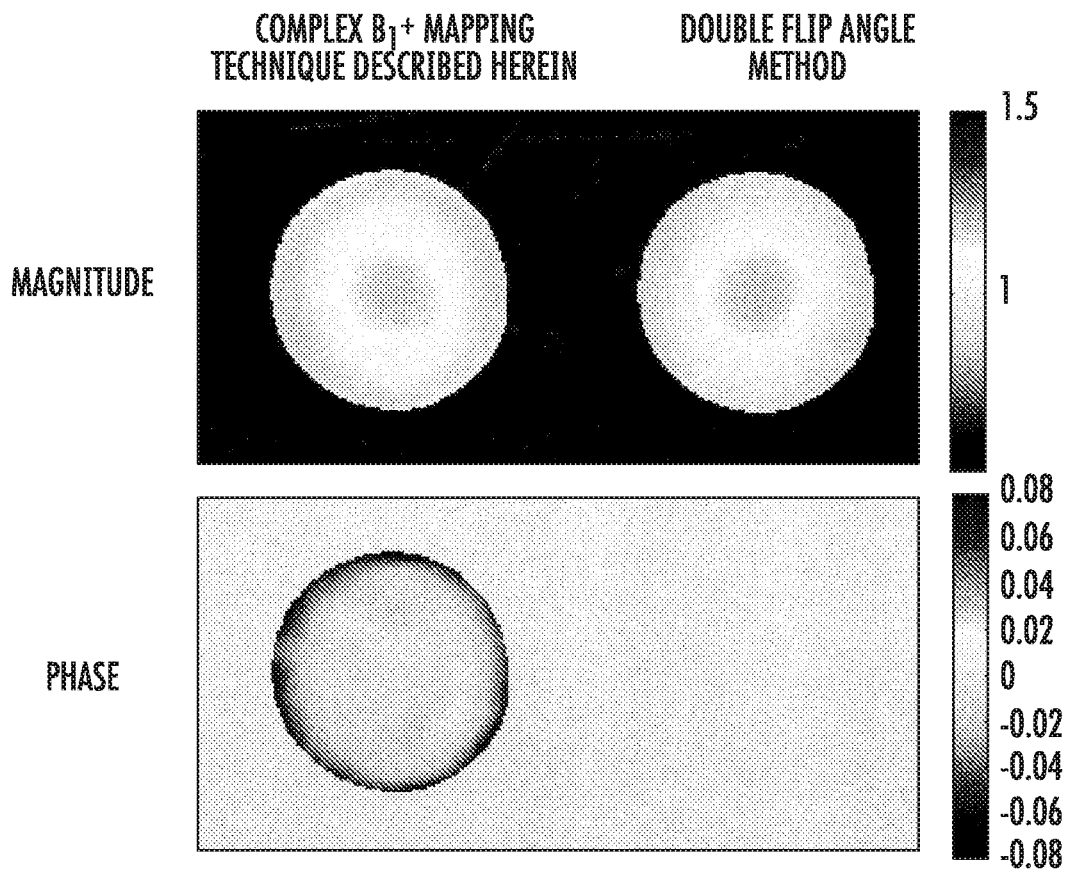 COMPLEX B1+ MAPPING
TECHNIQUE DESCRIBED HEREIN
DOUBLE FLIP ANGLE
METHOD
MAGNITUDE
1.5
1
PHASE
0.08
0.06
0.04
0.02
0
-0.02
-0.04
-0.06
-0.08